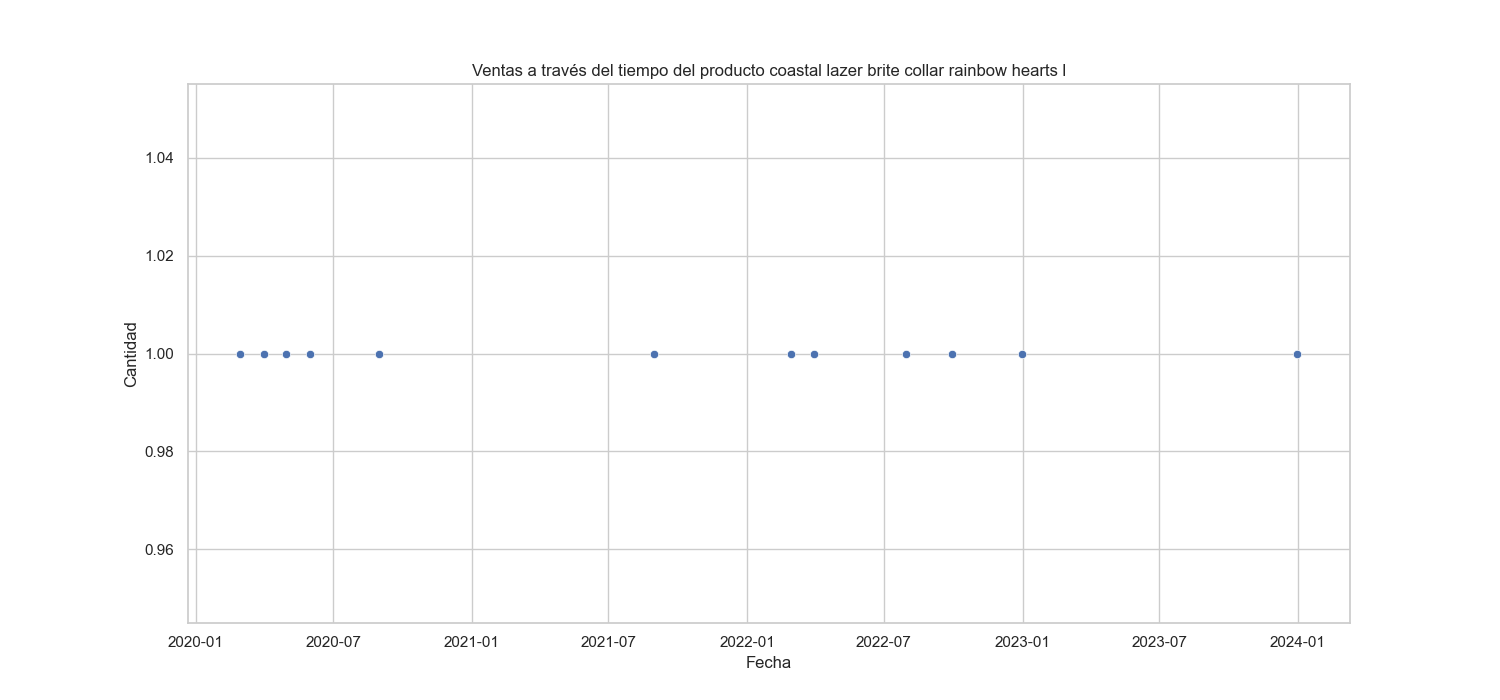 Ventas a través del tiempo del producto coastal lazer brite collar rainbow hearts l
1.04
1.02
1.00
0.98
0.96
Cantidad
2020-01 2020-07 2021-01 2021-07 2022-01 2022-07 2023-01 2023-07 2024-01
Fecha